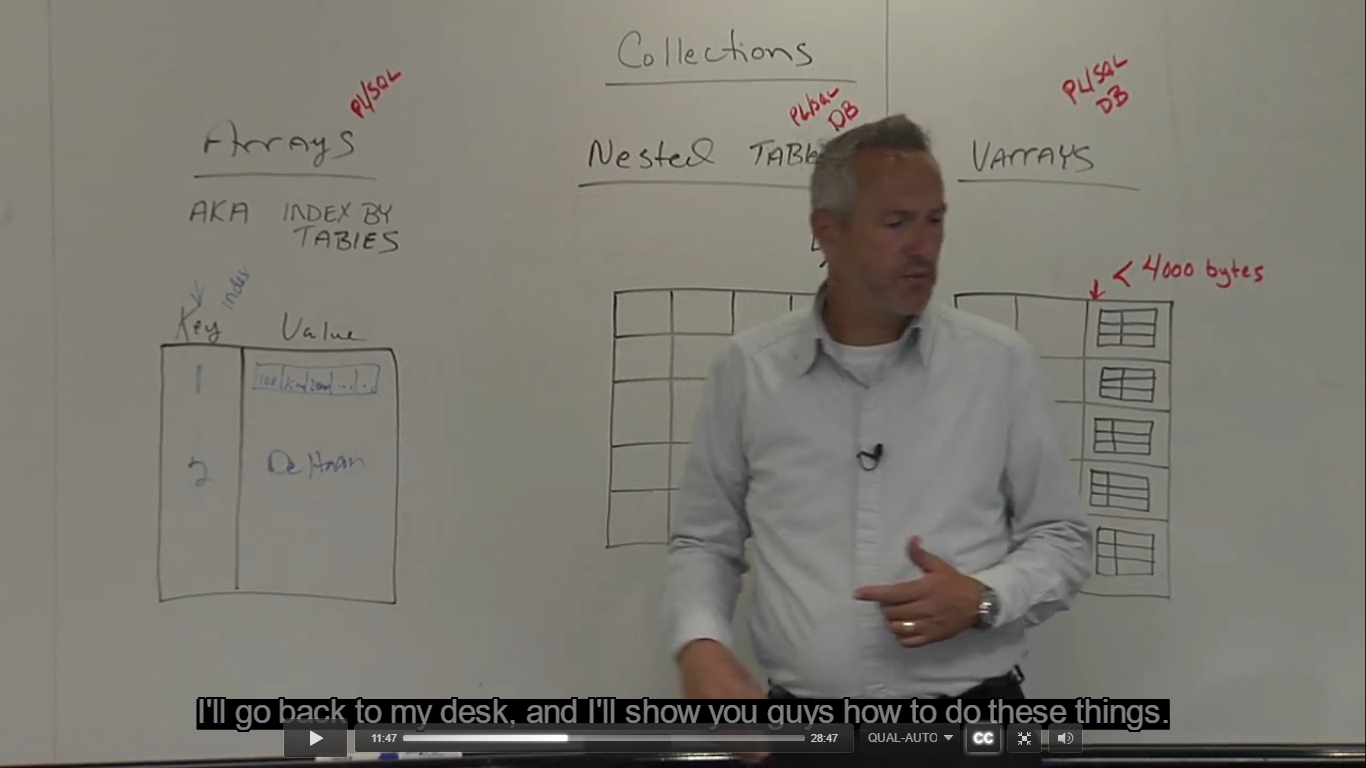 Collections
PL/SQL
Arrays
AKA INDEX BY
TABLES
index
Key Value
1
2 De Haan
PL/SQL
DB
Nested TABle
PL/SQL
DB
VArrAYS
< 4000 bytes
I'll go back to my desk, and I'll show you guys how to do these things.
11:47 28:47 QUAL-AUTO CC